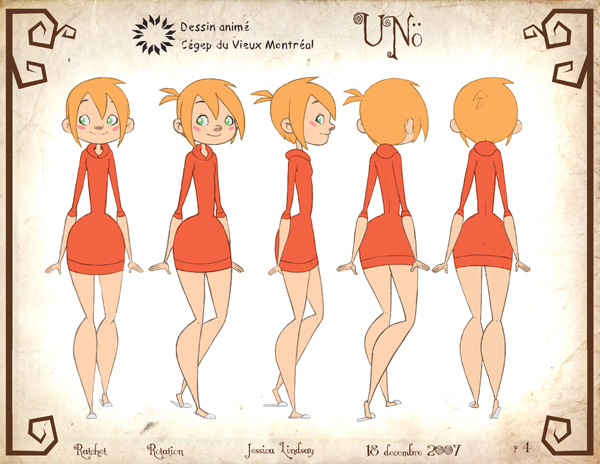 Dessin animé
Cégep du Vieux Montréal
UNö
Ratchet Rotation Jessica Lindsay 18 decembre 2007 p 4